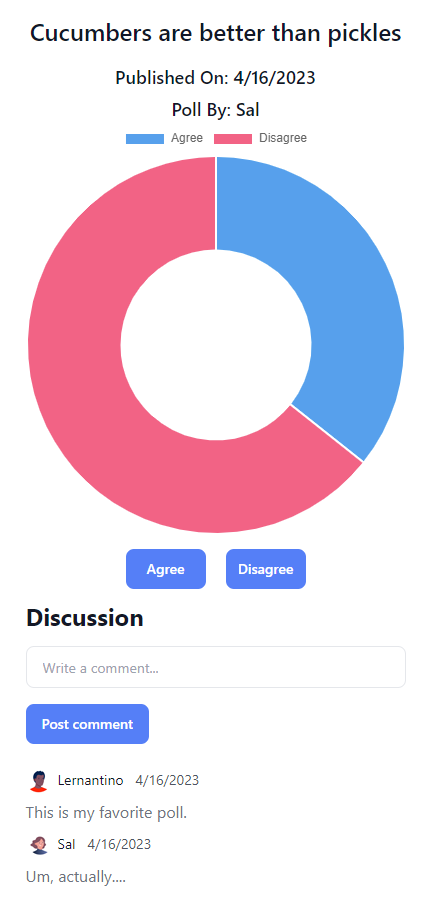 Cucumbers are better than pickles
Published On: 4/16/2023
Poll By: Sal
Agree Disagree
Agree Disagree
Discussion
Write a comment...
Post comment
Lernantino 4/16/2023
This is my favorite poll.
Sal 4/16/2023
Um, actually....